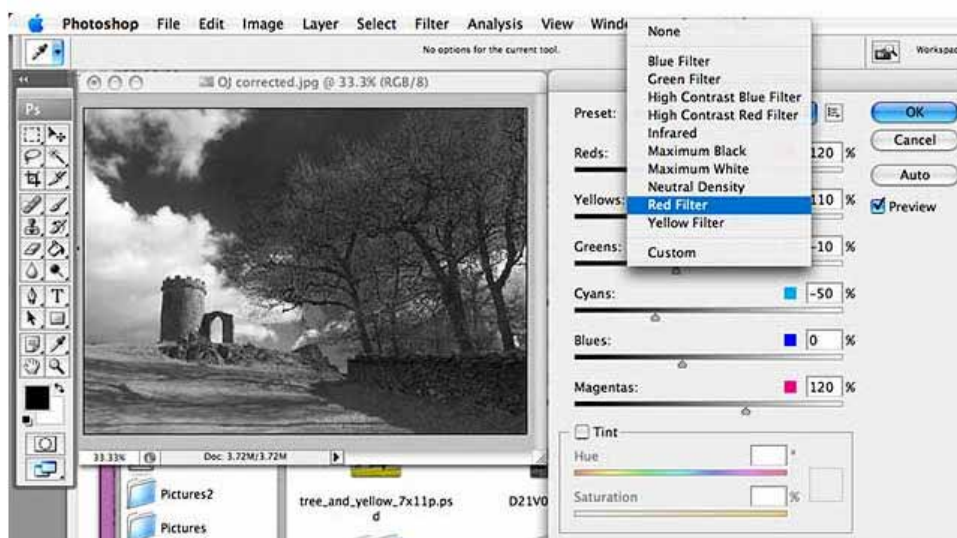 Photoshop File Edit Image Layer Select Filter Analysis View
No options for the current tool.
OJ corrected.jpg @ 33.3% (RGB/8)
Ps
None
Blue Filter
Green Filter
High Contrast Blue Filter
High Contrast Red Filter
Infrared
Maximum Black
Maximum White
Neutral Density
Red Filter
Yellow Filter
Custom
Preset:
OK
Cancel
Auto
Preview
Reds: 120 %
Yellows: 110 %
Greens: -10 %
Cyans: -50 %
Blues: 0 %
Magentas: 120 %
Tint
Hue °
Saturation %
33.33% Doc: 3.72M/3.72M
Pictures2
Pictures
tree_and_yellow_7x11p.ps
d
D21V0